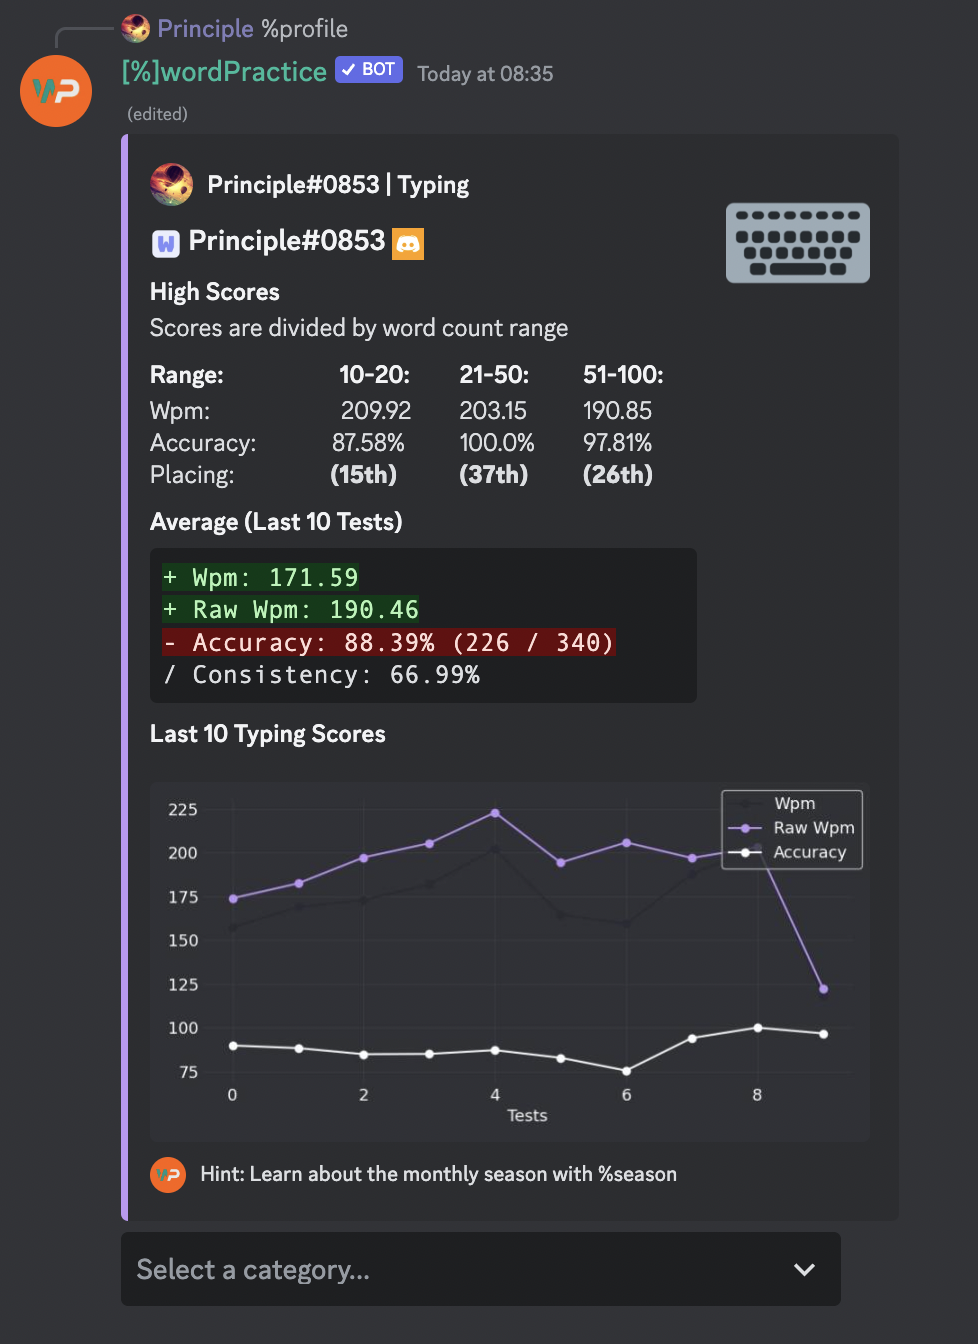 Principle %profile
WP
[%]wordPractice ✓ BOT Today at 08:35
(edited)
Principle#0853 | Typing
W Principle#0853
High Scores
Scores are divided by word count range
Range: 10-20: 21-50: 51-100:
Wpm: 209.92 203.15 190.85
Accuracy: 87.58% 100.0% 97.81%
Placing: (15th) (37th) (26th)
Average (Last 10 Tests)
+ Wpm: 171.59
+ Raw Wpm: 190.46
- Accuracy: 88.39% (226 / 340)
/ Consistency: 66.99%
Last 10 Typing Scores
Wpm
Raw Wpm
Accuracy
225
200
175
150
125
100
75
0 2 4 6 8
Tests
WP Hint: Learn about the monthly season with %season
Select a category...